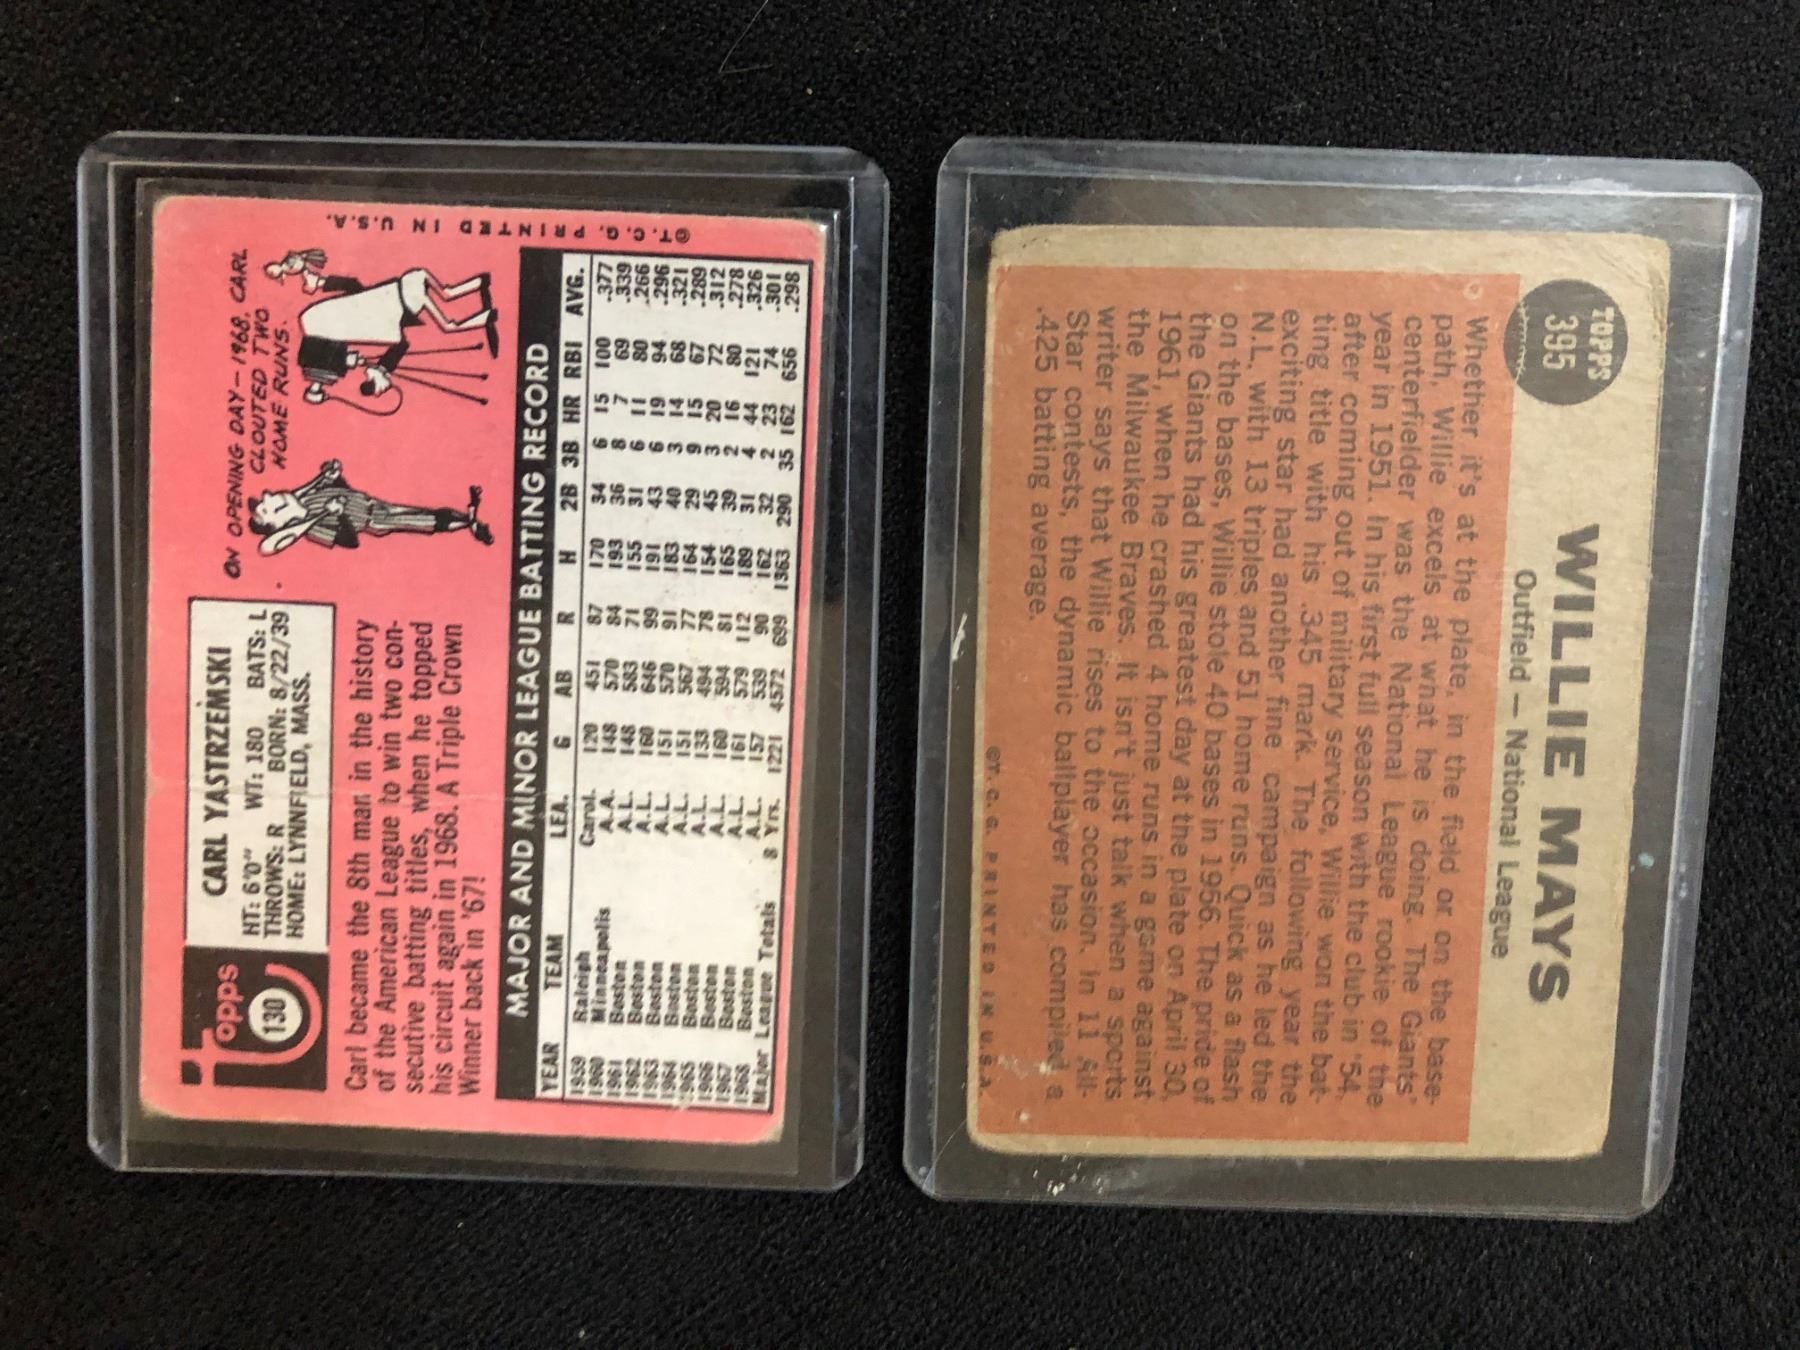 Topps
130
CARL YASTRZEMSKI
HT: 6'0" WT: 180 BATS: L
THROWS: R BORN: 8/22/39
HOME: LYNNFIELD, MASS.
ON OPENING DAY—1968, CARL
CLOUTED TWO
HOME RUNS.
Carl became the 8th man in the history
of the American League to win two con-
secutive batting titles, when he topped
his circuit again in 1968. A Triple Crown
Winner back in '67!
MAJOR AND MINOR LEAGUE BATTING RECORD
YEAR TEAM LEA. G AB R H 2B 3B HR RBI AVG.
1959 Raleigh Carol. 120 451 87 170 34 6 15 100 .377
1960 Minneapolis A.A. 148 570 84 193 36 8 7 69 .339
1961 Boston A.L. 148 583 71 155 31 6 11 80 .266
1962 Boston A.L. 160 646 99 191 43 6 19 94 .296
1963 Boston A.L. 151 570 91 183 40 3 14 68 .321
1964 Boston A.L. 151 567 77 164 29 9 15 67 .289
1965 Boston A.L. 133 494 78 154 45 3 20 72 .312
1966 Boston A.L. 160 594 81 165 39 2 16 80 .278
1967 Boston A.L. 161 579 112 189 31 4 44 121 .326
1968 Boston A.L. 157 539 90 162 32 2 23 74 .301
Major League Totals 8 Yrs. 1221 4572 699 1363 290 35 162 656 .298
©T.C.G. PRINTED IN U.S.A.
TOPPS
395
WILLIE MAYS
Outfield — National League
Whether it's at the plate, in the field or on the base-
path, Willie excels at what he is doing. The Giants'
centerfielder was the National League rookie of the
year in 1951. In his first full season with the club in '54,
after coming out of military service, Willie won the bat-
ting title with his .345 mark. The following year the
exciting star had another fine campaign as he led the
N.L. with 13 triples and 51 home runs. Quick as a flash
on the bases, Willie stole 40 bases in 1956. The pride of
the Giants had his greatest day at the plate on April 30,
1961, when he crashed 4 home runs in a game against
the Milwaukee Braves. It isn't just talk when a sports
writer says that Willie rises to the occasion. In 11 All-
Star contests, the dynamic ballplayer has compiled a
.425 batting average.
©T.C.G. PRINTED IN U.S.A.